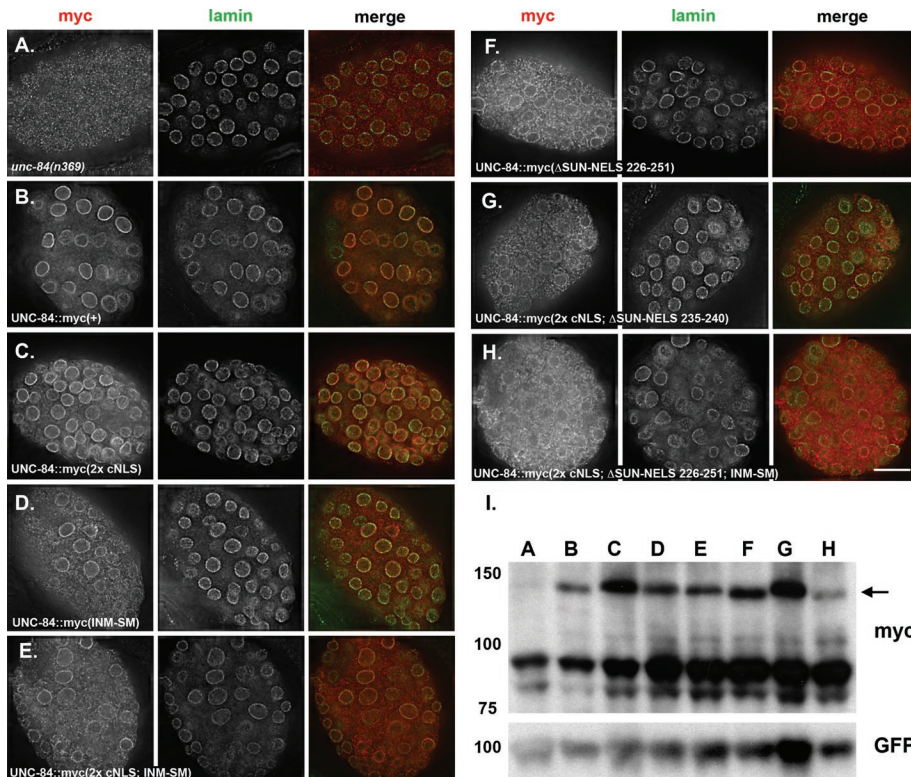 myc lamin merge
A.
unc-84(n369)
B.
UNC-84::myc(+)
C.
UNC-84::myc(2x cNLS)
D.
UNC-84::myc(INM-SM)
E.
UNC-84::myc(2x cNLS; INM-SM)
myc lamin merge
F.
UNC-84::myc(ΔSUN-NELS 226-251)
G.
UNC-84::myc(2x cNLS; ΔSUN-NELS 235-240)
H.
UNC-84::myc(2x cNLS; ΔSUN-NELS 226-251; INM-SM)
I.
A B C D E F G H
150
myc
100
75
100 GFP